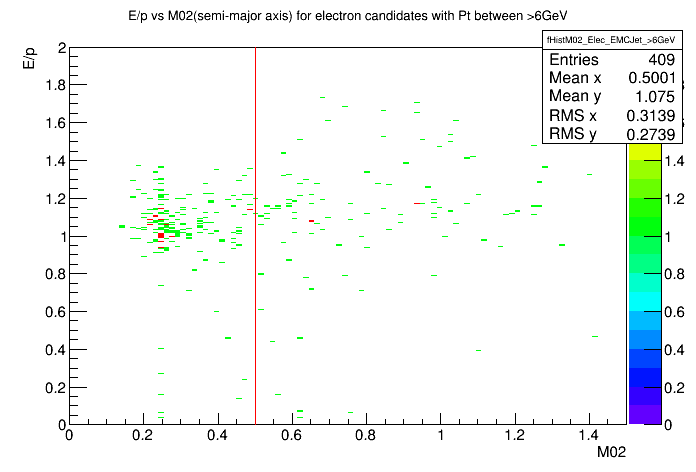 E/p vs M02(semi-major axis) for electron candidates with Pt between >6GeV
fHistM02_Elec_EMCJet_>6GeV
Entries 409
Mean x 0.5001
Mean y 1.075
RMS x 0.3139
RMS y 0.2739
E/p
2
1.8
1.6
1.4
1.2
1
0.8
0.6
0.4
0.2
0
0 0.2 0.4 0.6 0.8 1 1.2 1.4
M02
1.4
1.2
1
0.8
0.6
0.4
0.2
0